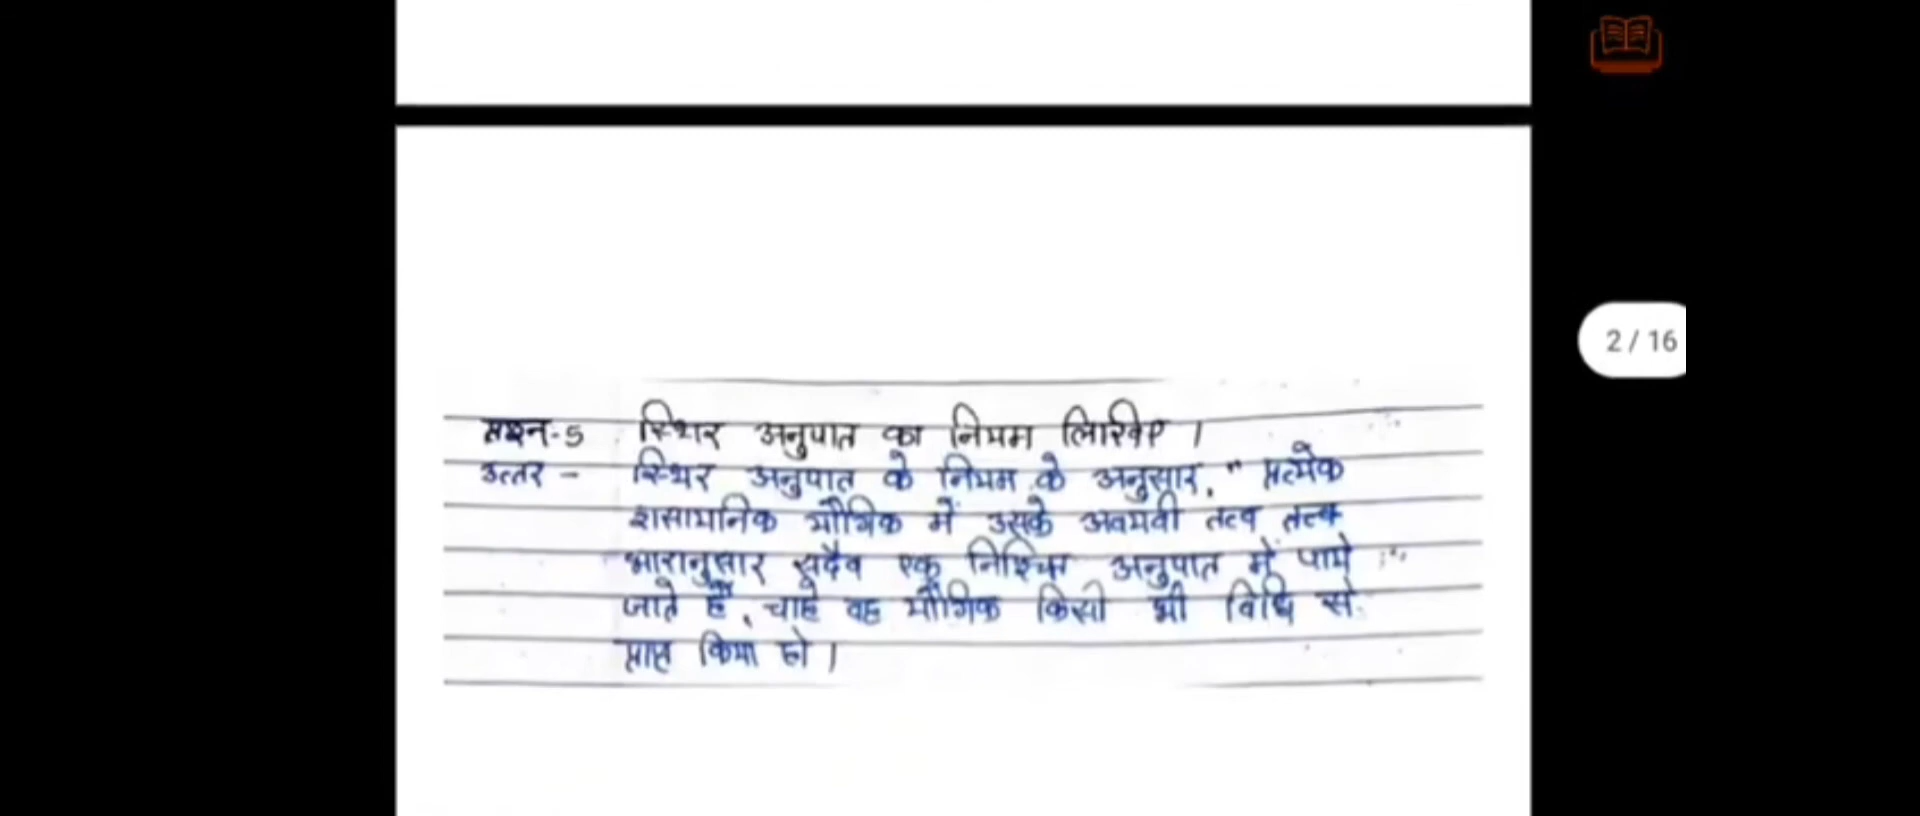 2 / 16
प्रश्न-5 स्थिर अनुपात का नियम लिखिए ।
उत्तर - स्थिर अनुपात के नियम के अनुसार, " प्रत्येक
रासायनिक यौगिक में उसके अवयवी तत्व तत्व
भारानुसार सदैव एक निश्चित अनुपात में पाये
जाते हैं, चाहे वह यौगिक किसी भी विधि से
प्राप्त किया हो ।